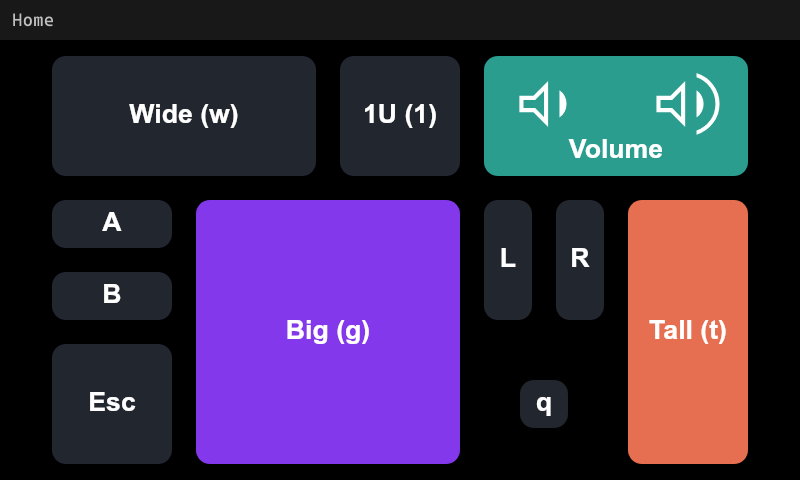 Home
Wide (w)
1U (1)
Volume
A
B
Esc
Big (g)
L
R
q
Tall (t)